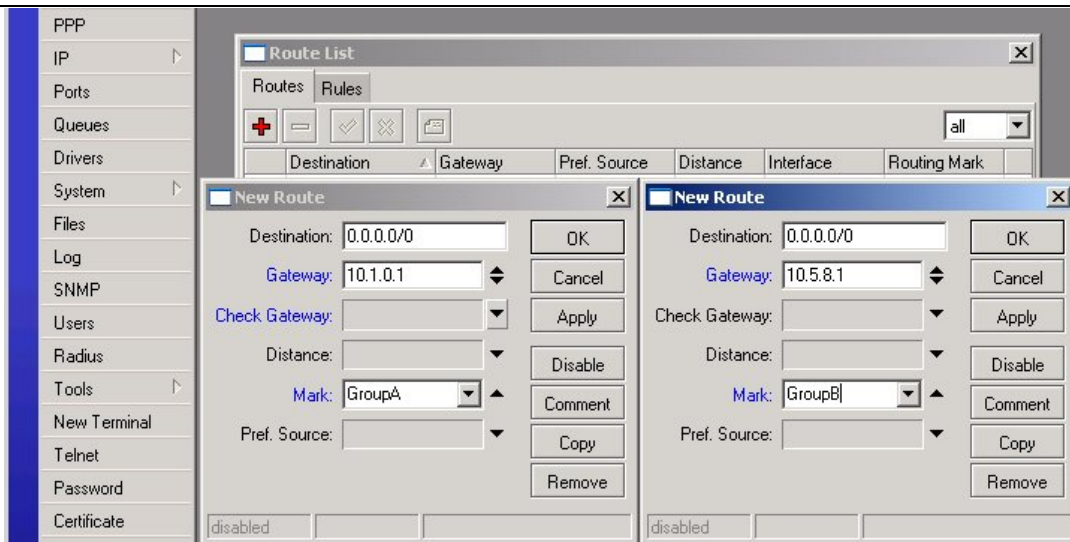 PPP
IP
Ports
Queues
Drivers
System
Files
Log
SNMP
Users
Radius
Tools
New Terminal
Telnet
Password
Certificate
Route List
Routes Rules
all
Destination Gateway Pref. Source Distance Interface Routing Mark
New Route
Destination: 0.0.0.0/0 OK
Gateway: 10.1.0.1 Cancel
Check Gateway: Apply
Distance: Disable
Mark: GroupA Comment
Pref. Source: Copy
Remove
disabled
New Route
Destination: 0.0.0.0/0 OK
Gateway: 10.5.8.1 Cancel
Check Gateway: Apply
Distance: Disable
Mark: GroupB Comment
Pref. Source: Copy
Remove
disabled